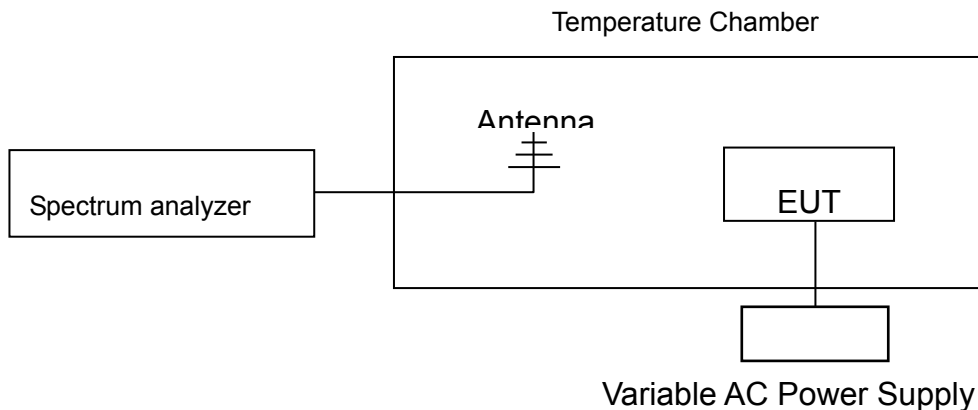 Temperature Chamber
Antenna
Spectrum analyzer
EUT
Variable AC Power Supply